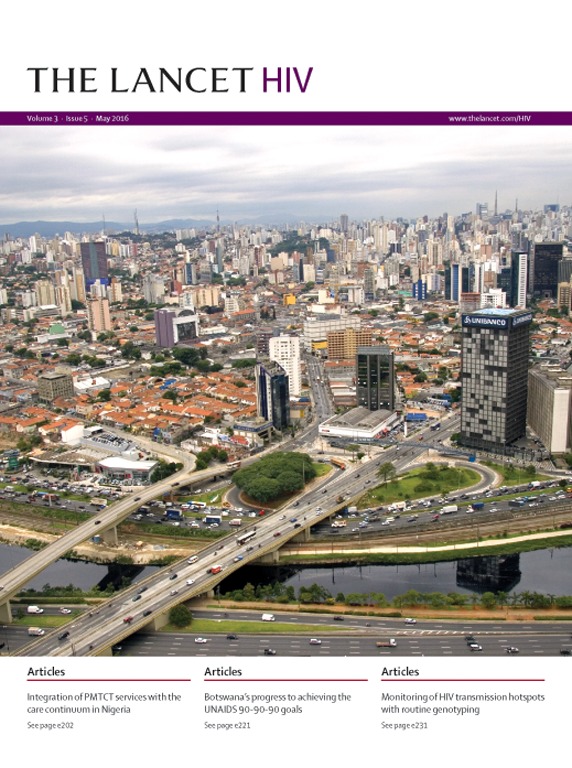 THE LANCET HIV
Volume 3 · Issue 5 · May 2016
www.thelancet.com/HIV
UNIBANCO
Articles
Integration of PMTCT services with the
care continuum in Nigeria
See page e202
Articles
Botswana's progress to achieving the
UNAIDS 90-90-90 goals
See page e221
Articles
Monitoring of HIV transmission hotspots
with routine genotyping
See page e231